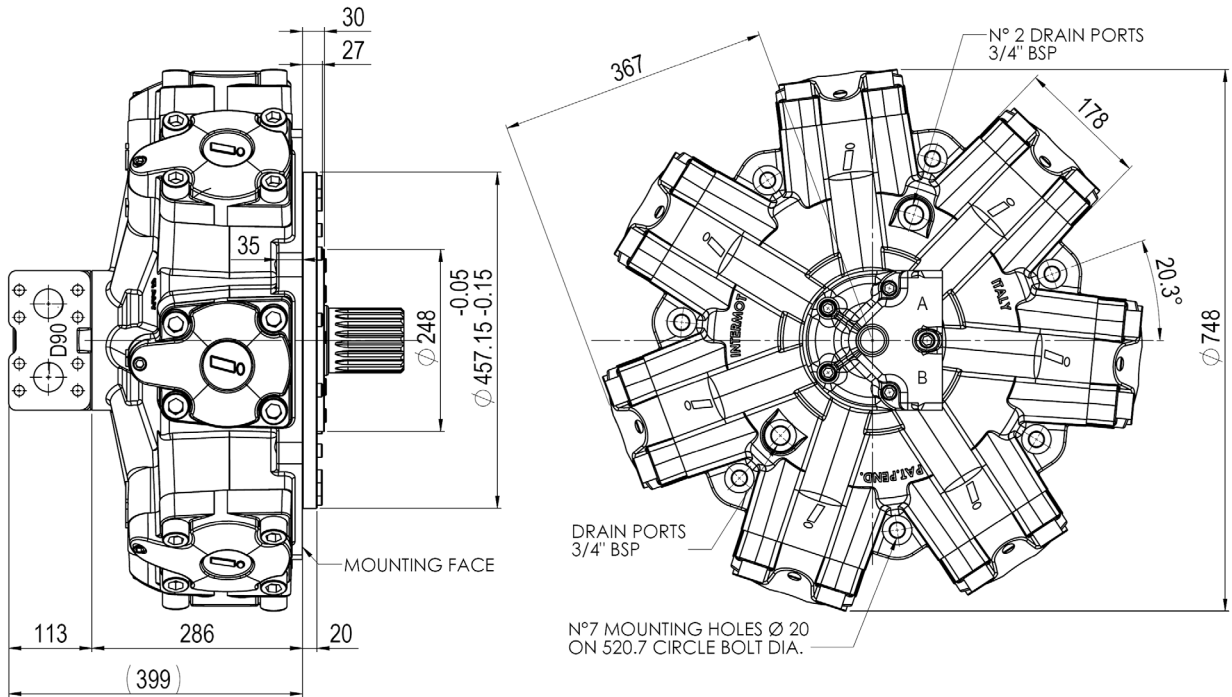 30
27
35
-0.05
Ø 457.15 -0.15
Ø 248
D90
MOUNTING FACE
113
286
20
(399)
367
N° 2 DRAIN PORTS
3/4" BSP
178
20.3°
Ø 748
A
B
ITALY
INTERMOT
PAT.PEND.
DRAIN PORTS
3/4" BSP
N°7 MOUNTING HOLES Ø 20
ON 520.7 CIRCLE BOLT DIA.